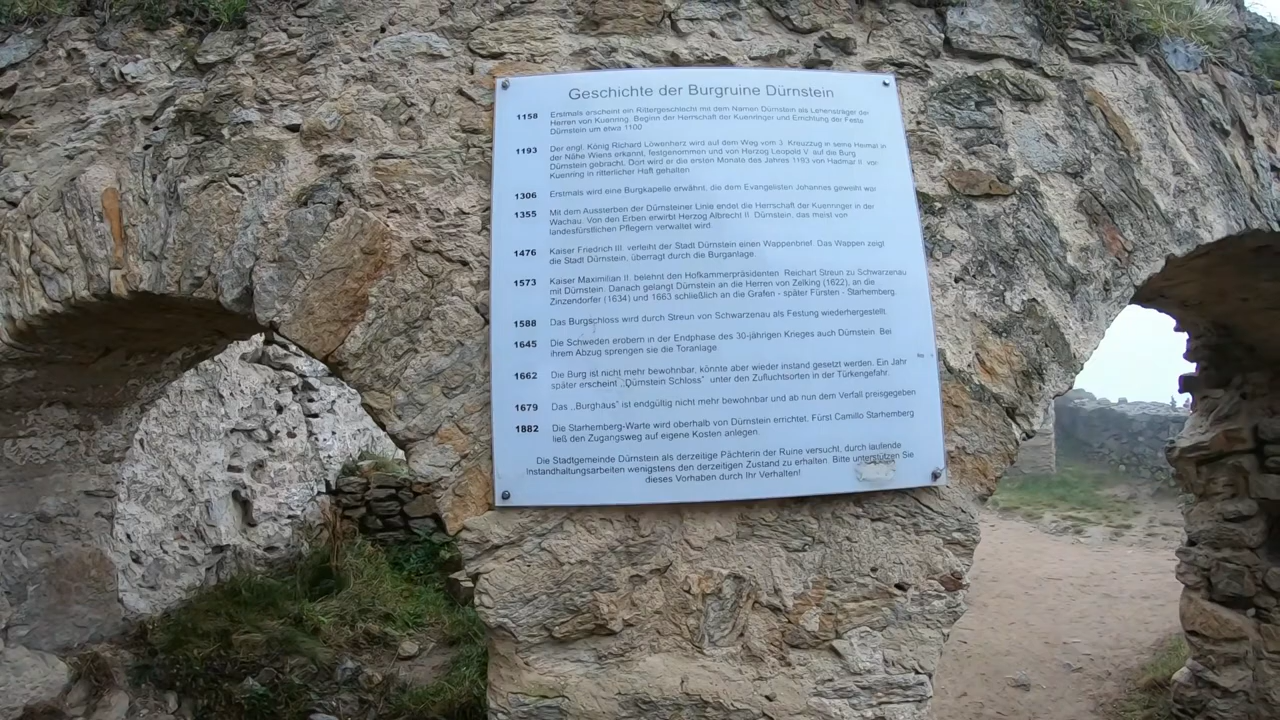 Geschichte der Burgruine Dürnstein
1158 Erstmals erscheint ein Rittergeschlecht mit dem Namen Dürnstein als Lehensträger der
Herren von Kuenring. Beginn der Herrschaft der Kuenringer und Errichtung der Feste
Dürnstein um etwa 1100
1193 Der engl. König Richard Löwenherz wird auf dem Weg vom 3. Kreuzzug in seine Heimat in
der Nähe Wiens erkannt, festgenommen und von Herzog Leopold V. auf die Burg
Dürnstein gebracht. Dort wird er die ersten Monate des Jahres 1193 von Hadmar II. von
Kuenring in ritterlicher Haft gehalten
1306 Erstmals wird eine Burgkapelle erwähnt, die dem Evangelisten Johannes geweiht war.
1355 Mit dem Aussterben der Dürnsteiner Linie endet die Herrschaft der Kuenringer in der
Wachau. Von den Erben erwirbt Herzog Albrecht II. Dürnstein, das meist von
landesfürstlichen Pflegern verwaltet wird.
1476 Kaiser Friedrich III. verleiht der Stadt Dürnstein einen Wappenbrief. Das Wappen zeigt
die Stadt Dürnstein, überragt durch die Burganlage.
1573 Kaiser Maximilian II. belehnt den Hofkammerpräsidenten Reichart Streun zu Schwarzenau
mit Dürnstein. Danach gelangt Dürnstein an die Herren von Zelking (1622), an die
Zinzendorfer (1634) und 1663 schließlich an die Grafen - später Fürsten - Starhemberg.
1588 Das Burgschloss wird durch Streun von Schwarzenau als Festung wiederhergestellt.
1645 Die Schweden erobern in der Endphase des 30-jährigen Krieges auch Dürnstein. Bei
ihrem Abzug sprengen sie die Toranlage
1662 Die Burg ist nicht mehr bewohnbar, könnte aber wieder instand gesetzt werden. Ein Jahr
später erscheint ,,Dürnstein Schloss" unter den Zufluchtsorten in der Türkengefahr.
1679 Das ,,Burghaus" ist endgültig nicht mehr bewohnbar und ab nun dem Verfall preisgegeben
1882 Die Starhemberg-Warte wird oberhalb von Dürnstein errichtet. Fürst Camillo Starhemberg
ließ den Zugangsweg auf eigene Kosten anlegen.
Die Stadtgemeinde Dürnstein als derzeitige Pächterin der Ruine versucht, durch laufende
Instandhaltungsarbeiten wenigstens den derzeitigen Zustand zu erhalten. Bitte unterstützen Sie
dieses Vorhaben durch Ihr Verhalten!